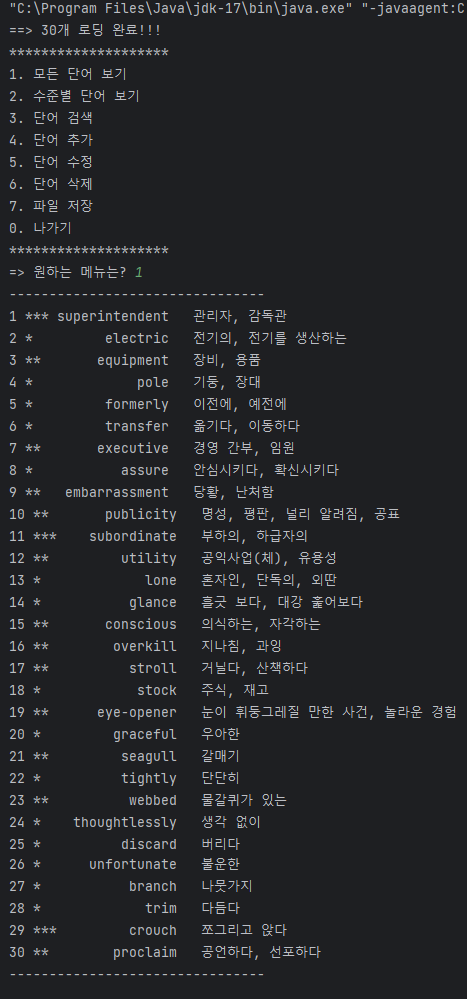 "C:\Program Files\Java\jdk-17\bin\java.exe" "-javaagent:C
==> 30개 로딩 완료!!!
********************
1. 모든 단어 보기
2. 수준별 단어 보기
3. 단어 검색
4. 단어 추가
5. 단어 수정
6. 단어 삭제
7. 파일 저장
0. 나가기
********************
=> 원하는 메뉴는? 1
--------------------------------
1 *** superintendent 관리자, 감독관
2 * electric 전기의, 전기를 생산하는
3 ** equipment 장비, 용품
4 * pole 기둥, 장대
5 * formerly 이전에, 예전에
6 * transfer 옮기다, 이동하다
7 ** executive 경영 간부, 임원
8 * assure 안심시키다, 확신시키다
9 ** embarrassment 당황, 난처함
10 ** publicity 명성, 평판, 널리 알려짐, 공표
11 *** subordinate 부하의, 하급자의
12 ** utility 공익사업(체), 유용성
13 * lone 혼자인, 단독의, 외딴
14 * glance 흘긋 보다, 대강 훑어보다
15 ** conscious 의식하는, 자각하는
16 ** overkill 지나침, 과잉
17 ** stroll 거닐다, 산책하다
18 * stock 주식, 재고
19 ** eye-opener 눈이 휘둥그레질 만한 사건, 놀라운 경험
20 * graceful 우아한
21 ** seagull 갈매기
22 * tightly 단단히
23 ** webbed 물갈퀴가 있는
24 * thoughtlessly 생각 없이
25 * discard 버리다
26 * unfortunate 불운한
27 * branch 나뭇가지
28 * trim 다듬다
29 *** crouch 쪼그리고 앉다
30 ** proclaim 공언하다, 선포하다
--------------------------------